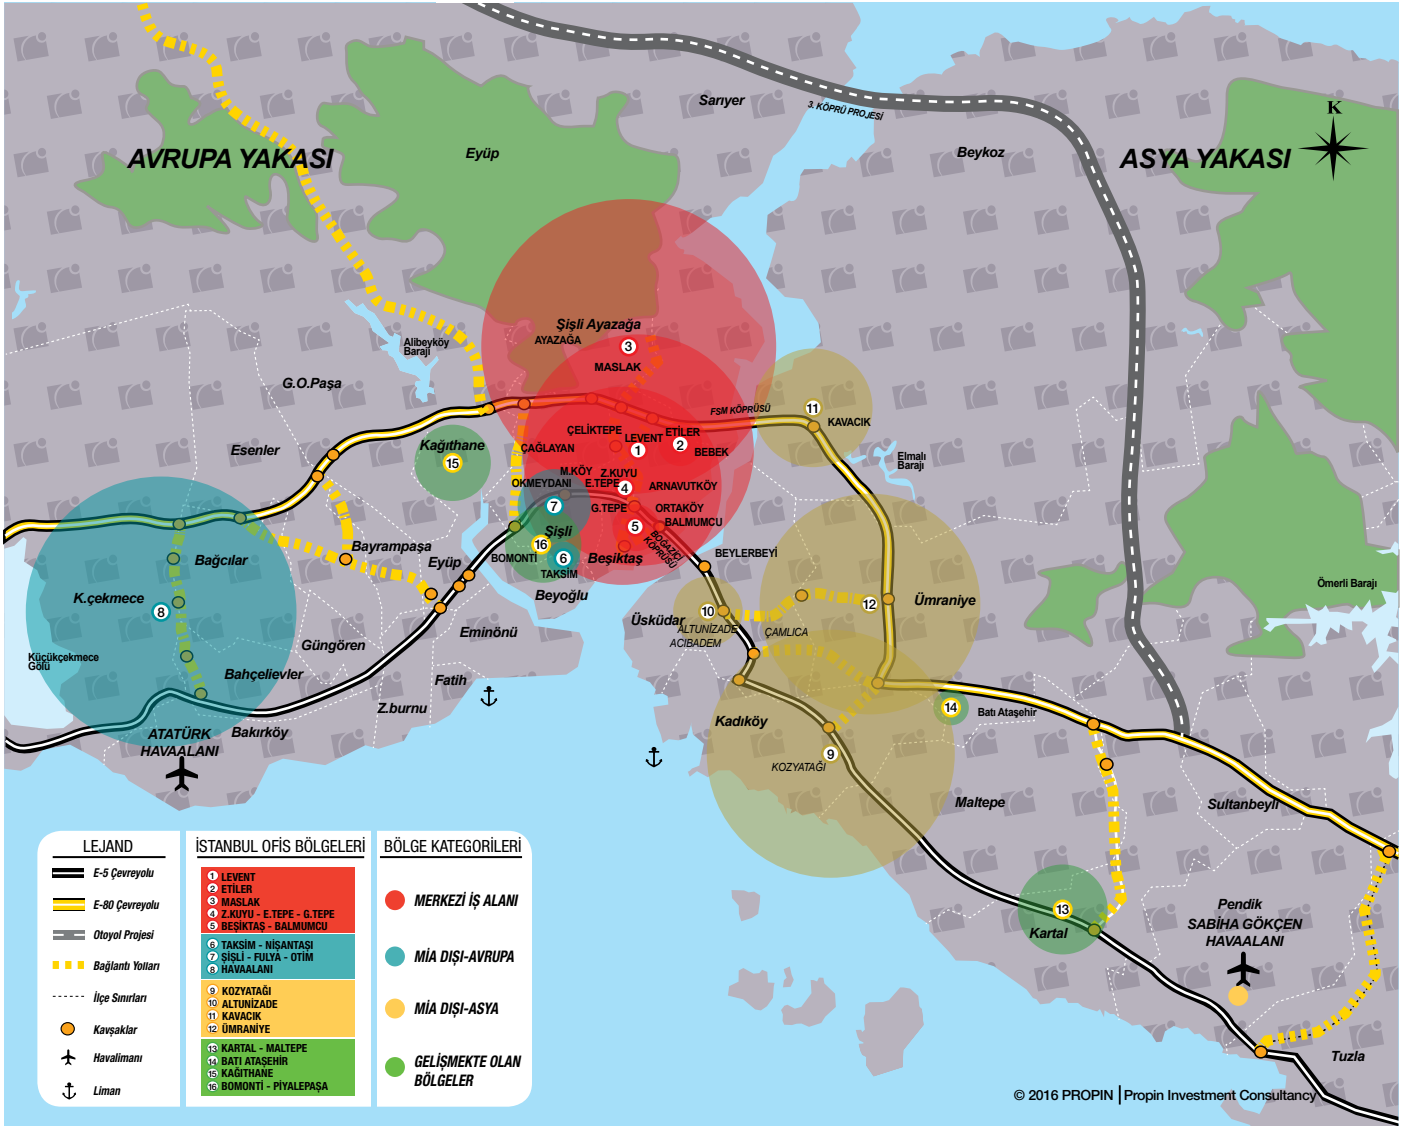 Sarıyer
3. KÖPRÜ PROJESİ
K
AVRUPA YAKASI
Eyüp
Beykoz
ASYA YAKASI
Şişli Ayazağa
AYAZAĞA
3
MASLAK
Alibeyköy
Barajı
G.O.Paşa
FSM KÖPRÜSÜ
11
KAVACIK
Kağıthane
15
Esenler
ÇAĞLAYAN
ÇELİKTEPE
LEVENT
1
ETİLER
2
BEBEK
Elmalı
Barajı
M.KÖY
OKMEYDANI
Z.KUYU
E.TEPE
4
ARNAVUTKÖY
7
G.TEPE
ORTAKÖY
BALMUMCU
5
Şişli
16
BOMONTİ
6
TAKSİM
Beşiktaş
BOĞAZİÇİ
KÖPRÜSÜ
BEYLERBEYİ
Bayrampaşa
Eyüp
Bağcılar
Beyoğlu
K.çekmece
8
Ümraniye
12
Ömerli Barajı
Üsküdar
10
ALTUNİZADE
ACIBADEM
ÇAMLICA
Eminönü
Güngören
Küçükçekmece
Gölü
Bahçelievler
Fatih
Z.burnu
Bakırköy
ATATÜRK
HAVAALANI
Kadıköy
14
Batı Ataşehir
9
KOZYATAĞI
Maltepe
Sultanbeyli
13
Kartal
Pendik
SABİHA GÖKÇEN
HAVAALANI
Tuzla
LEJAND
E-5 Çevreyolu
E-80 Çevreyolu
Otoyol Projesi
Bağlantı Yolları
İlçe Sınırları
Kavşaklar
Havalimanı
Liman
İSTANBUL OFİS BÖLGELERİ
1 LEVENT
2 ETİLER
3 MASLAK
4 Z.KUYU - E.TEPE - G.TEPE
5 BEŞİKTAŞ - BALMUMCU
6 TAKSİM - NİŞANTAŞI
7 ŞİŞLİ - FULYA - OTİM
8 HAVAALANI
9 KOZYATAĞI
10 ALTUNİZADE
11 KAVACIK
12 ÜMRANİYE
13 KARTAL - MALTEPE
14 BATI ATAŞEHİR
15 KAĞITHANE
16 BOMONTİ - PİYALEPAŞA
BÖLGE KATEGORİLERİ
MERKEZİ İŞ ALANI
MİA DIŞI-AVRUPA
MİA DIŞI-ASYA
GELİŞMEKTE OLAN
BÖLGELER
© 2016 PROPIN | Propin Investment Consultancy